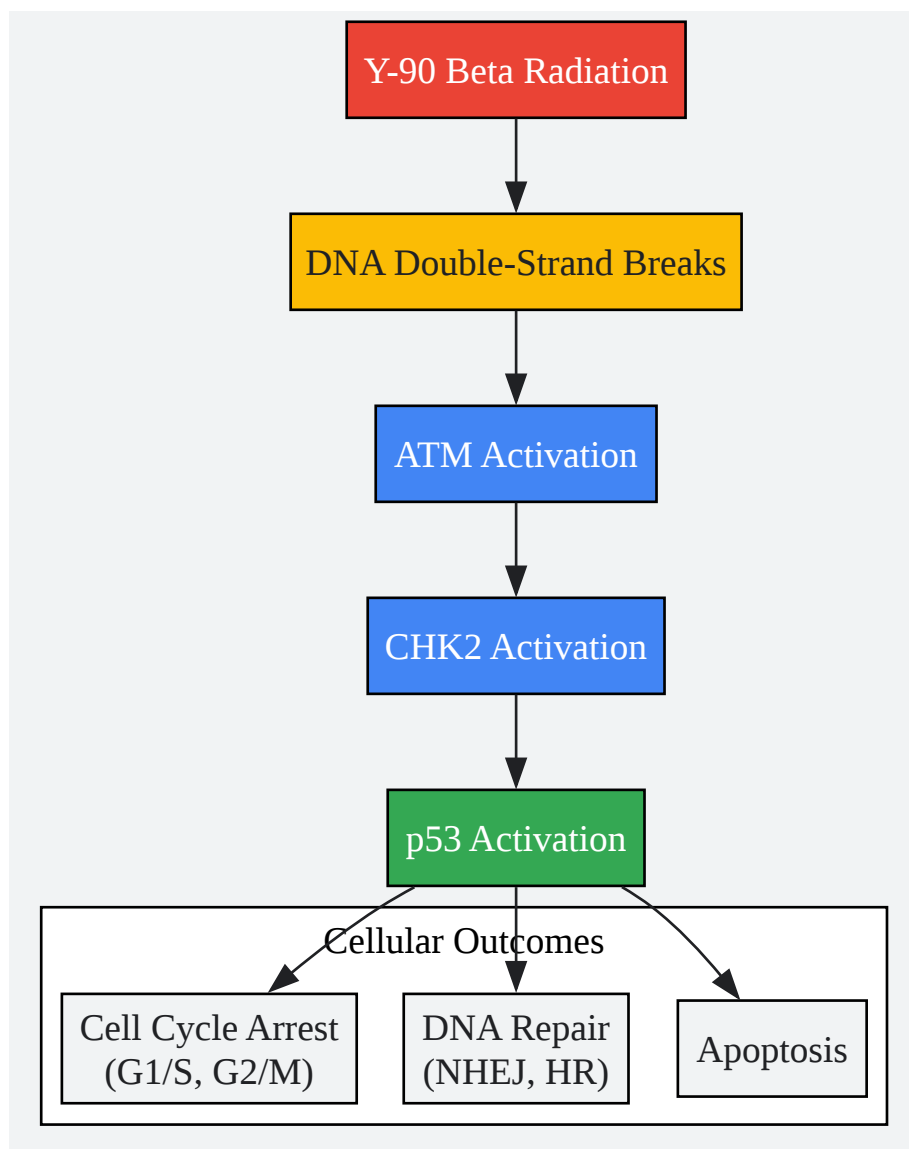 Y-90 Beta Radiation
DNA Double-Strand Breaks
ATM Activation
CHK2 Activation
p53 Activation
Cellular Outcomes
Cell Cycle Arrest
(G1/S, G2/M)
DNA Repair
(NHEJ, HR)
Apoptosis